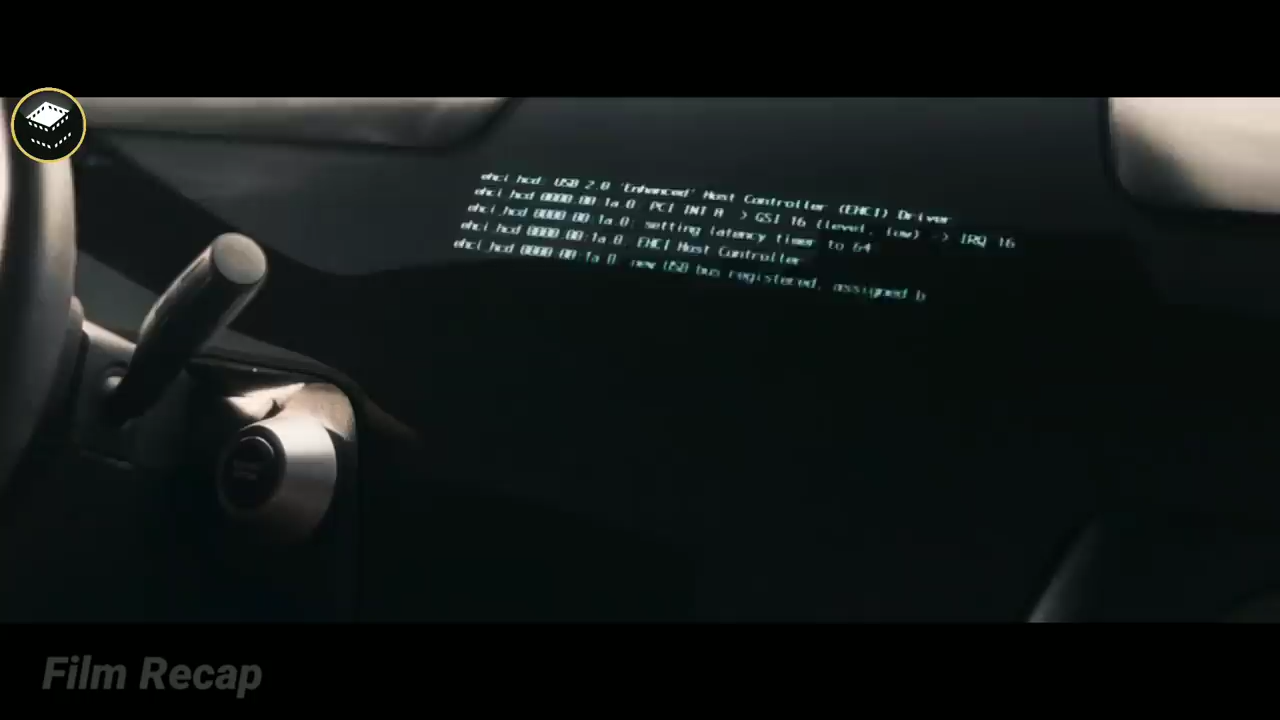 ehci_hcd: USB 2.0 'Enhanced' Host Controller (EHCI) Driver
ehci_hcd 0000:00:1a.0: PCI INT A -> GSI 16 (level, low) -> IRQ 16
ehci_hcd 0000:00:1a.0: setting latency timer to 64
ehci_hcd 0000:00:1a.0: EHCI Host Controller
ehci_hcd 0000:00:1a.0: new USB bus registered, assigned b
Film Recap